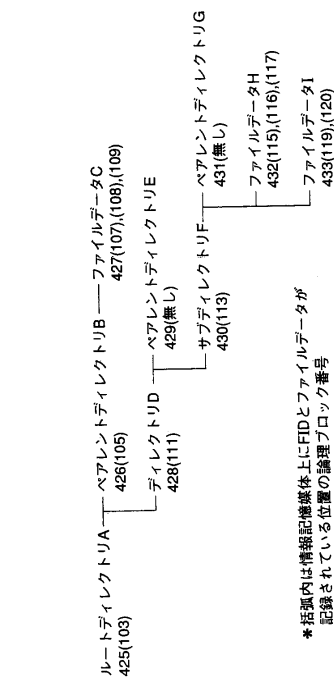 ルートディレクトリA
425(103)
ペアレントディレクトリB
426(105)
ファイルデータC
427(107),(108),(109)
ディレクトリD
428(111)
ペアレントディレクトリE
429(無し)
サブディレクトリF
430(113)
ペアレントディレクトリG
431(無し)
ファイルデータH
432(115),(116),(117)
ファイルデータI
433(119),(120)
*括弧内は情報記憶媒体上にFIDとファイルデータが
記録されている位置の論理ブロック番号